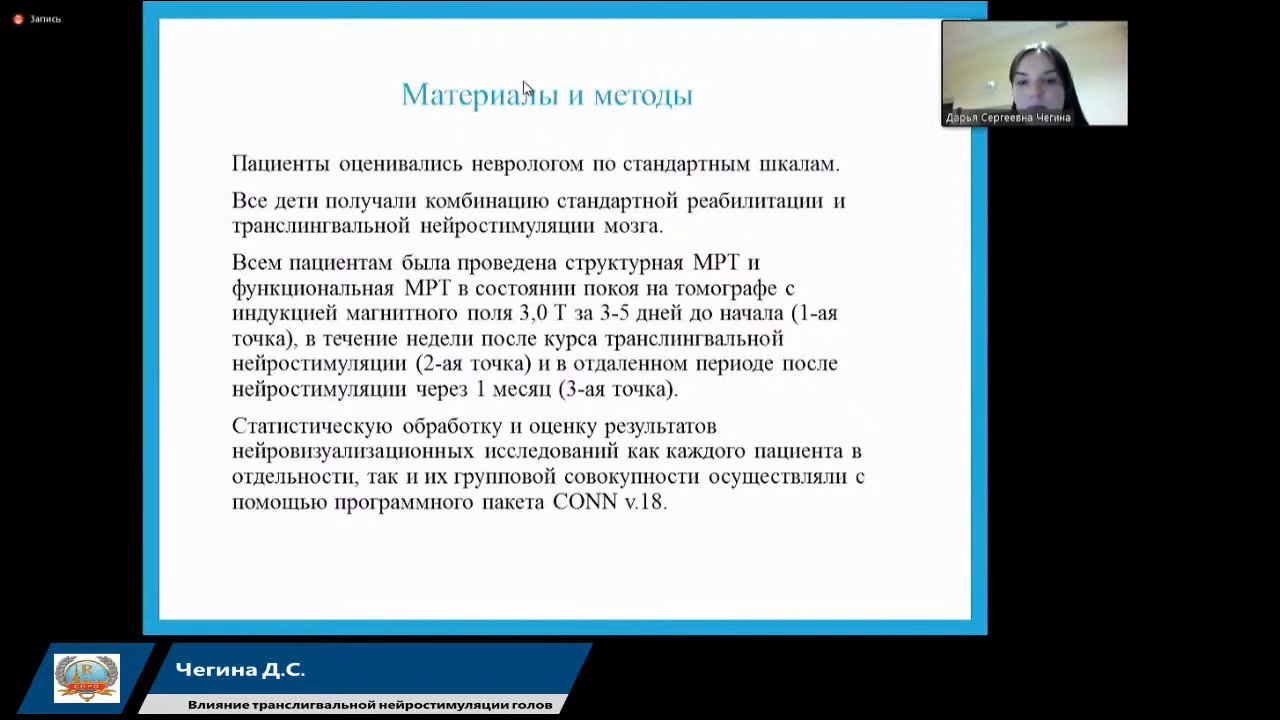 Запись
Материалы и методы
Дарья Сергеевна Чегина
Пациенты оценивались неврологом по стандартным шкалам.
Все дети получали комбинацию стандартной реабилитации и
транслингвальной нейростимуляции мозга.
Всем пациентам была проведена структурная МРТ и
функциональная МРТ в состоянии покоя на томографе с
индукцией магнитного поля 3,0 Т за 3-5 дней до начала (1-ая
точка), в течение недели после курса транслингвальной
нейростимуляции (2-ая точка) и в отдаленном периоде после
нейростимуляции через 1 месяц (3-ая точка).
Статистическую обработку и оценку результатов
нейровизуализационных исследований как каждого пациента в
отдельности, так и их групповой совокупности осуществляли с
помощью программного пакета CONN v.18.
R
СПРО
Чегина Д.С.
Влияние транслигвальной нейростимуляции голов